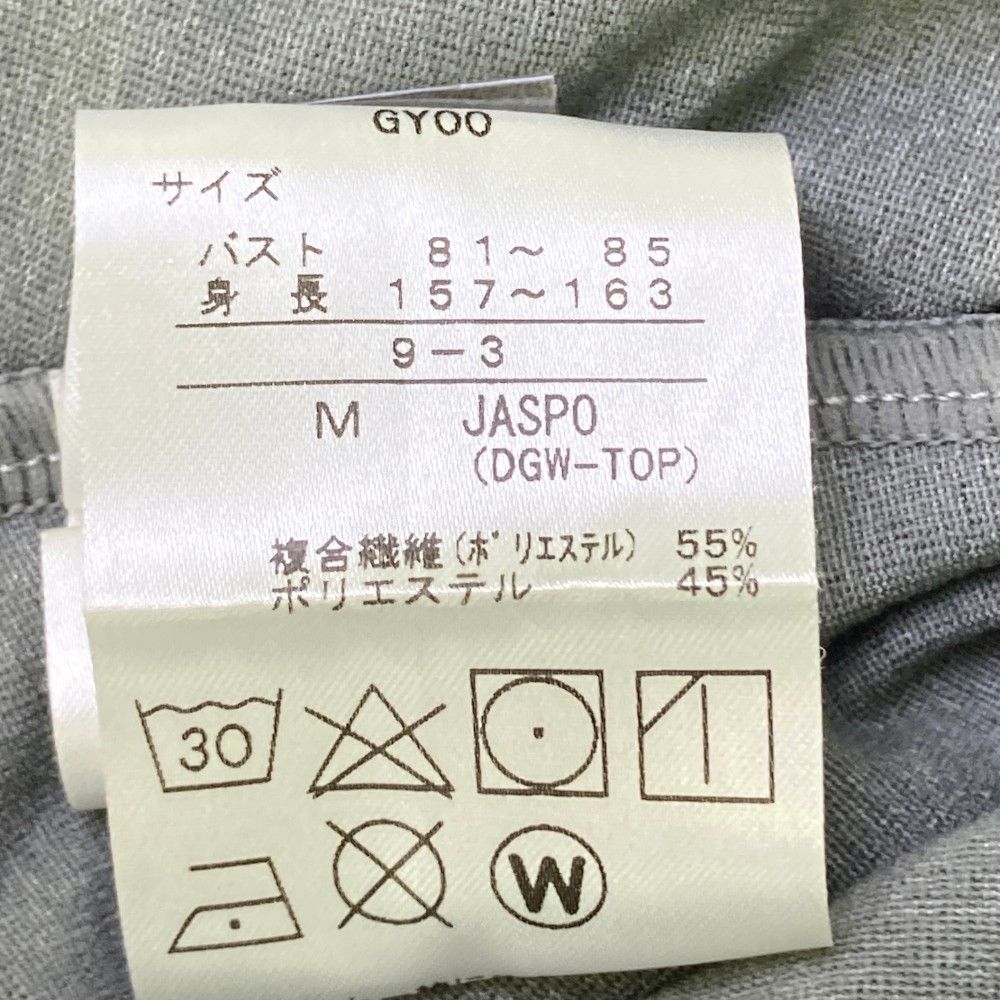 GY00
サイズ
バスト 81～ 85
身 長 157～163
9－3
M JASPO
(DGW-TOP)
複合繊維(ポリエステル) 55%
ポリエステル 45%
30
W